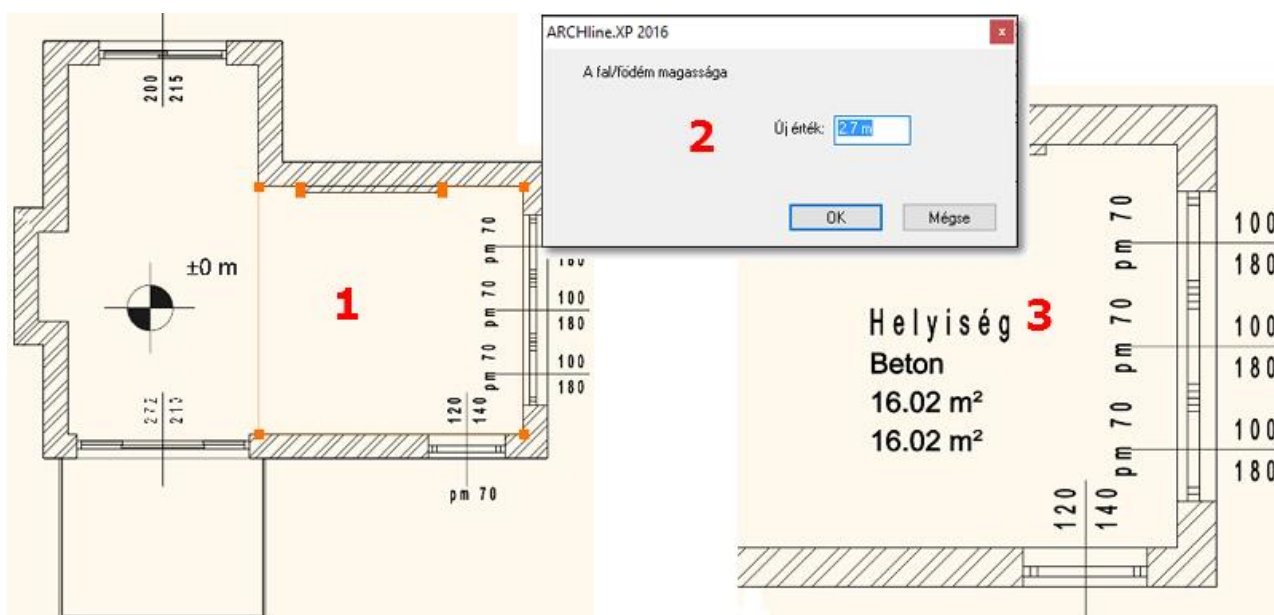 200 215
±0 m
1
pm 70
180
pm 70
100
180
pm 70
100
180
213
120 140
pm 70
ARCHline.XP 2016
x
A fal/födém magassága
2
Új érték: 2.7 m
OK Mégse
Helyiség 3
Beton
16.02 m²
16.02 m²
pm 70
100
180
pm 70
100
180
pm 70
100
180
120 140